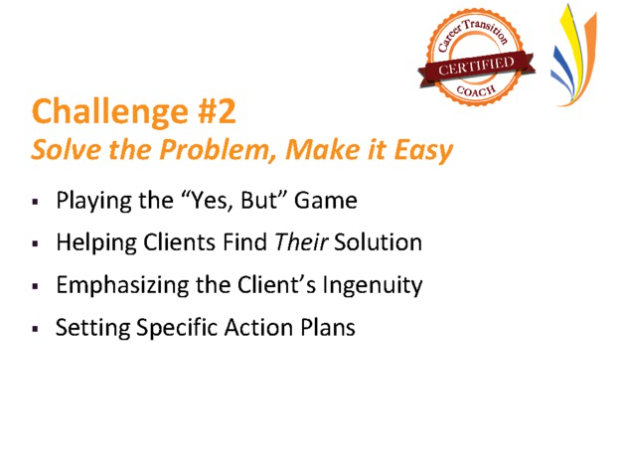 Career Transition
CERTIFIED
COACH
Challenge #2
Solve the Problem, Make it Easy
▪ Playing the “Yes, But” Game
▪ Helping Clients Find Their Solution
▪ Emphasizing the Client’s Ingenuity
▪ Setting Specific Action Plans